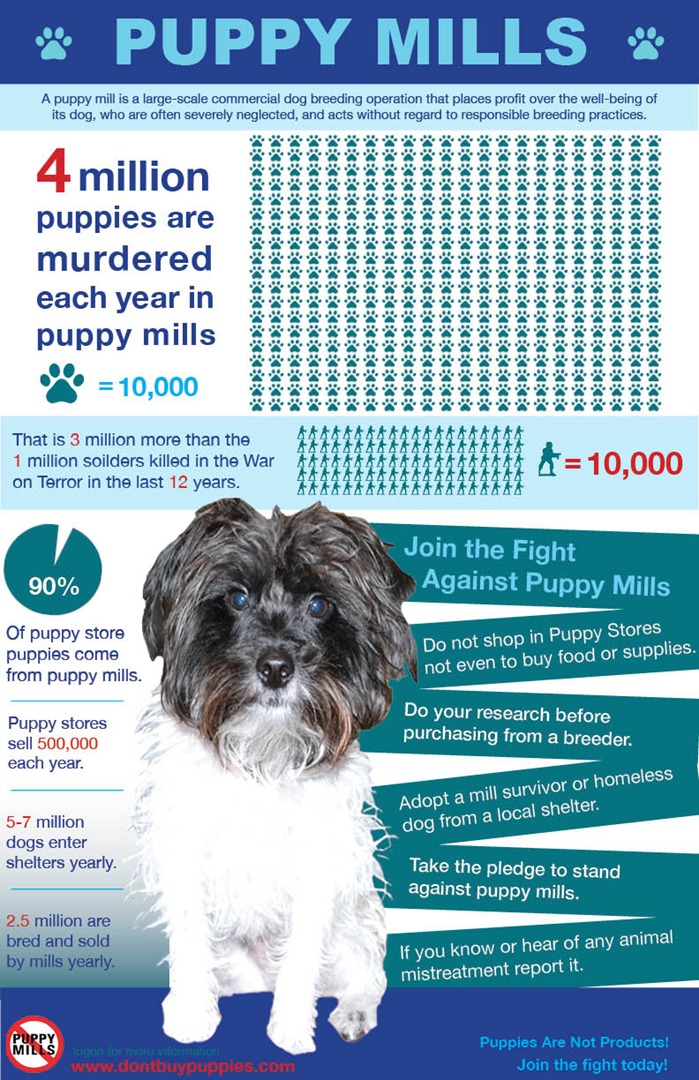 PUPPY MILLS
A puppy mill is a large-scale commercial dog breeding operation that places profit over the well-being of
its dog, who are often severely neglected, and acts without regard to responsible breeding practices.
4 million
puppies are
murdered
each year in
puppy mills
= 10,000
That is 3 million more than the
1 million soilders killed in the War
on Terror in the last 12 years.
= 10,000
90%
Of puppy store
puppies come
from puppy mills.
Puppy stores
sell 500,000
each year.
5-7 million
dogs enter
shelters yearly.
2.5 million are
bred and sold
by mills yearly.
Join the Fight
Against Puppy Mills
Do not shop in Puppy Stores
not even to buy food or supplies.
Do your research before
purchasing from a breeder.
Adopt a mill survivor or homeless
dog from a local shelter.
Take the pledge to stand
against puppy mills.
If you know or hear of any animal
mistreatment report it.
PUPPY
MILLS
logon for more information
www.dontbuypuppies.com
Puppies Are Not Products!
Join the fight today!